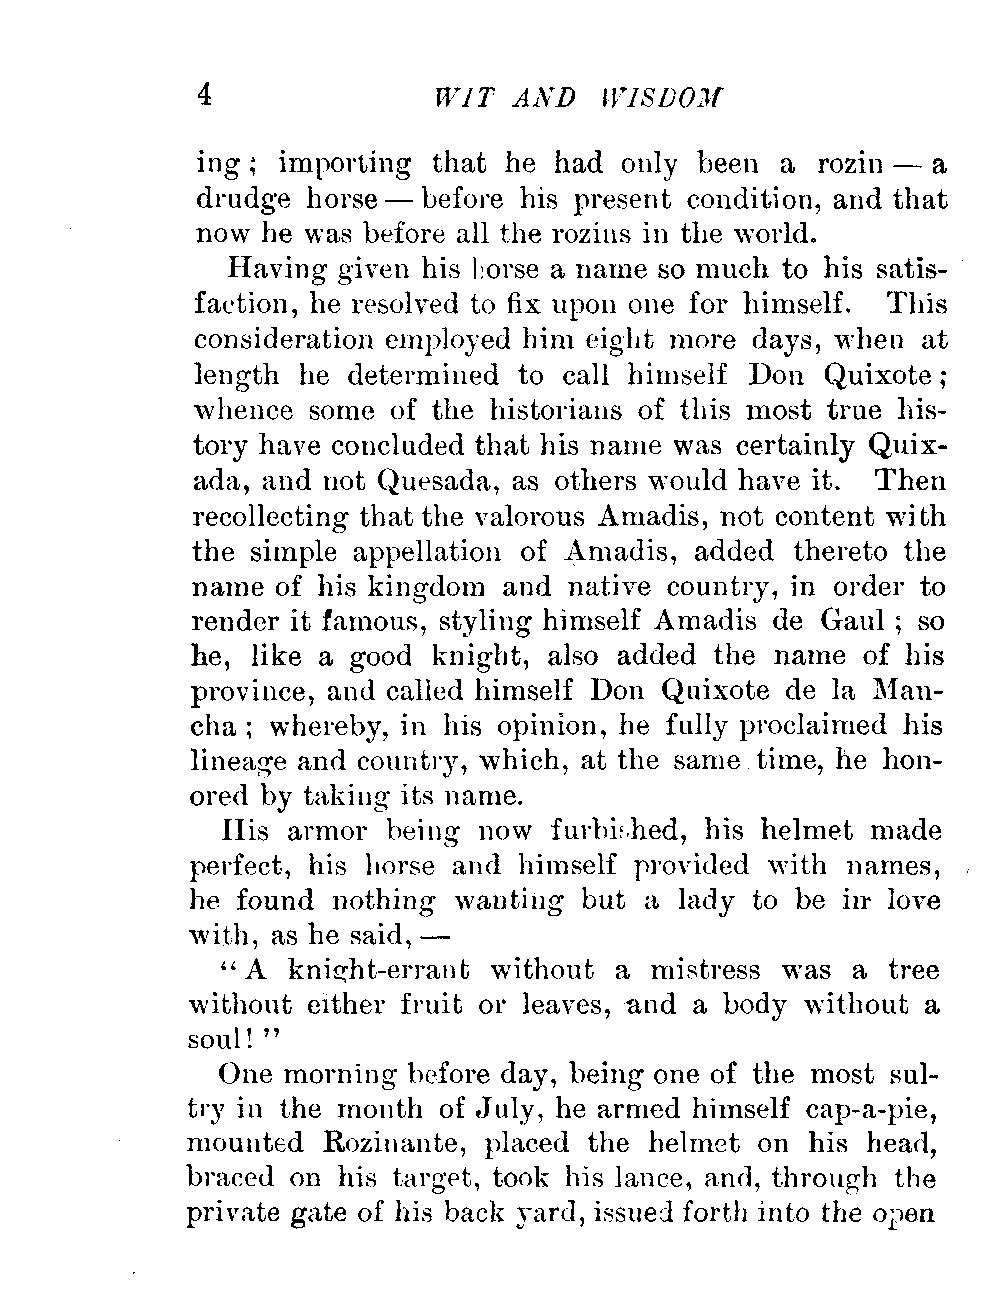 4 WIT AND WISDOM
ing ; importing that he had only been a rozin — a
drudge horse — before his present condition, and that
now he was before all the rozins in the world.
Having given his horse a name so much to his satis-
faction, he resolved to fix upon one for himself. This
consideration employed him eight more days, when at
length he determined to call himself Don Quixote;
whence some of the historians of this most true his-
tory have concluded that his name was certainly Quix-
ada, and not Quesada, as others would have it. Then
recollecting that the valorous Amadis, not content with
the simple appellation of Amadis, added thereto the
name of his kingdom and native country, in order to
render it famous, styling himself Amadis de Gaul ; so
he, like a good knight, also added the name of his
province, and called himself Don Quixote de la Man-
cha ; whereby, in his opinion, he fully proclaimed his
lineage and country, which, at the same time, he hon-
ored by taking its name.
His armor being now furbished, his helmet made
perfect, his horse and himself provided with names,
he found nothing wanting but a lady to be in love
with, as he said, —
“ A knight-errant without a mistress was a tree
without either fruit or leaves, and a body without a
soul! ”
One morning before day, being one of the most sul-
try in the month of July, he armed himself cap-a-pie,
mounted Rozinante, placed the helmet on his head,
braced on his target, took his lance, and, through the
private gate of his back yard, issued forth into the open